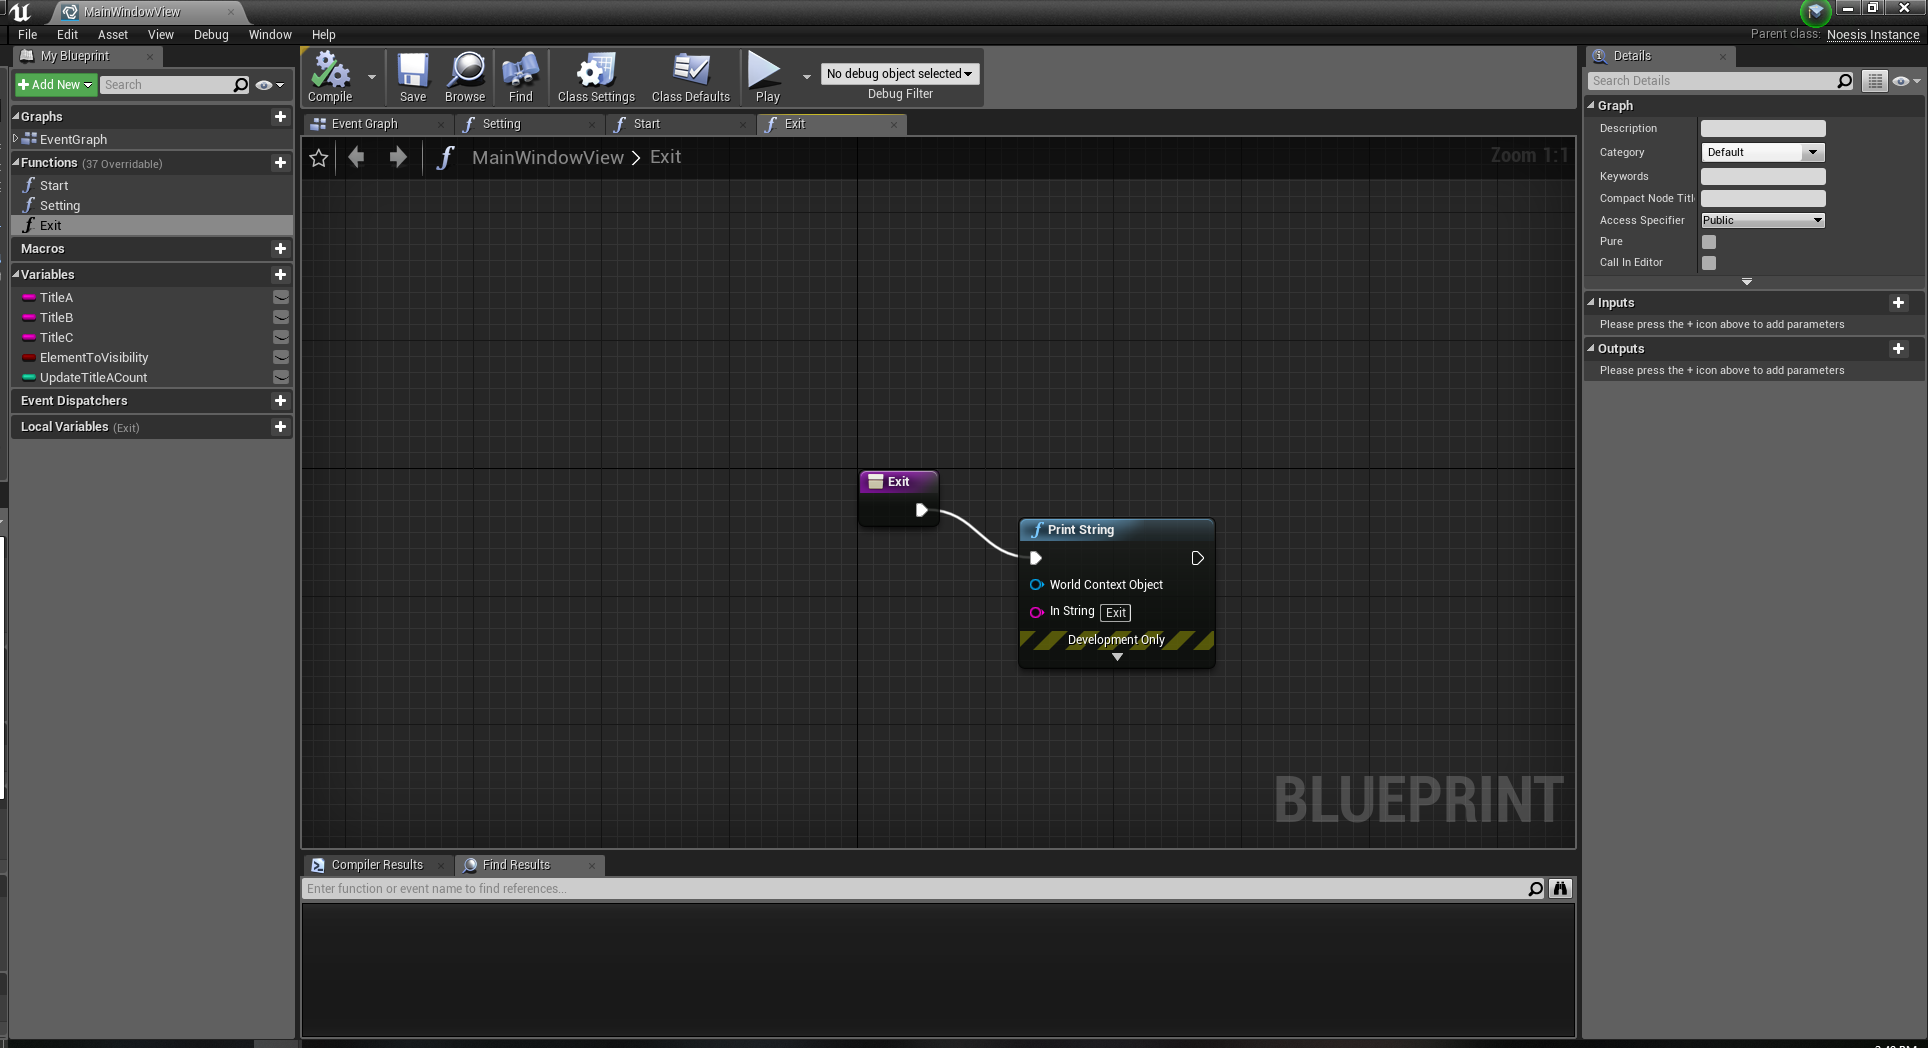 MainWindowView
File Edit Asset View Debug Window Help
Parent class: Noesis Instance
My Blueprint
Add New
Search
Graphs
EventGraph
Functions (37 Overridable)
Start
Setting
Exit
Macros
Variables
TitleA
TitleB
TitleC
ElementToVisibility
UpdateTitleACount
Event Dispatchers
Local Variables (Exit)
Compile Save Browse Find Class Settings Class Defaults Play
No debug object selected
Debug Filter
Event Graph Setting Start Exit
MainWindowView > Exit
Zoom 1:1
Exit
Print String
World Context Object
In String Exit
Development Only
BLUEPRINT
Compiler Results Find Results
Enter function or event name to find references...
Details
Search Details
Graph
Description
Category Default
Keywords
Compact Node Titl
Access Specifier Public
Pure
Call In Editor
Inputs
Please press the + icon above to add parameters
Outputs
Please press the + icon above to add parameters